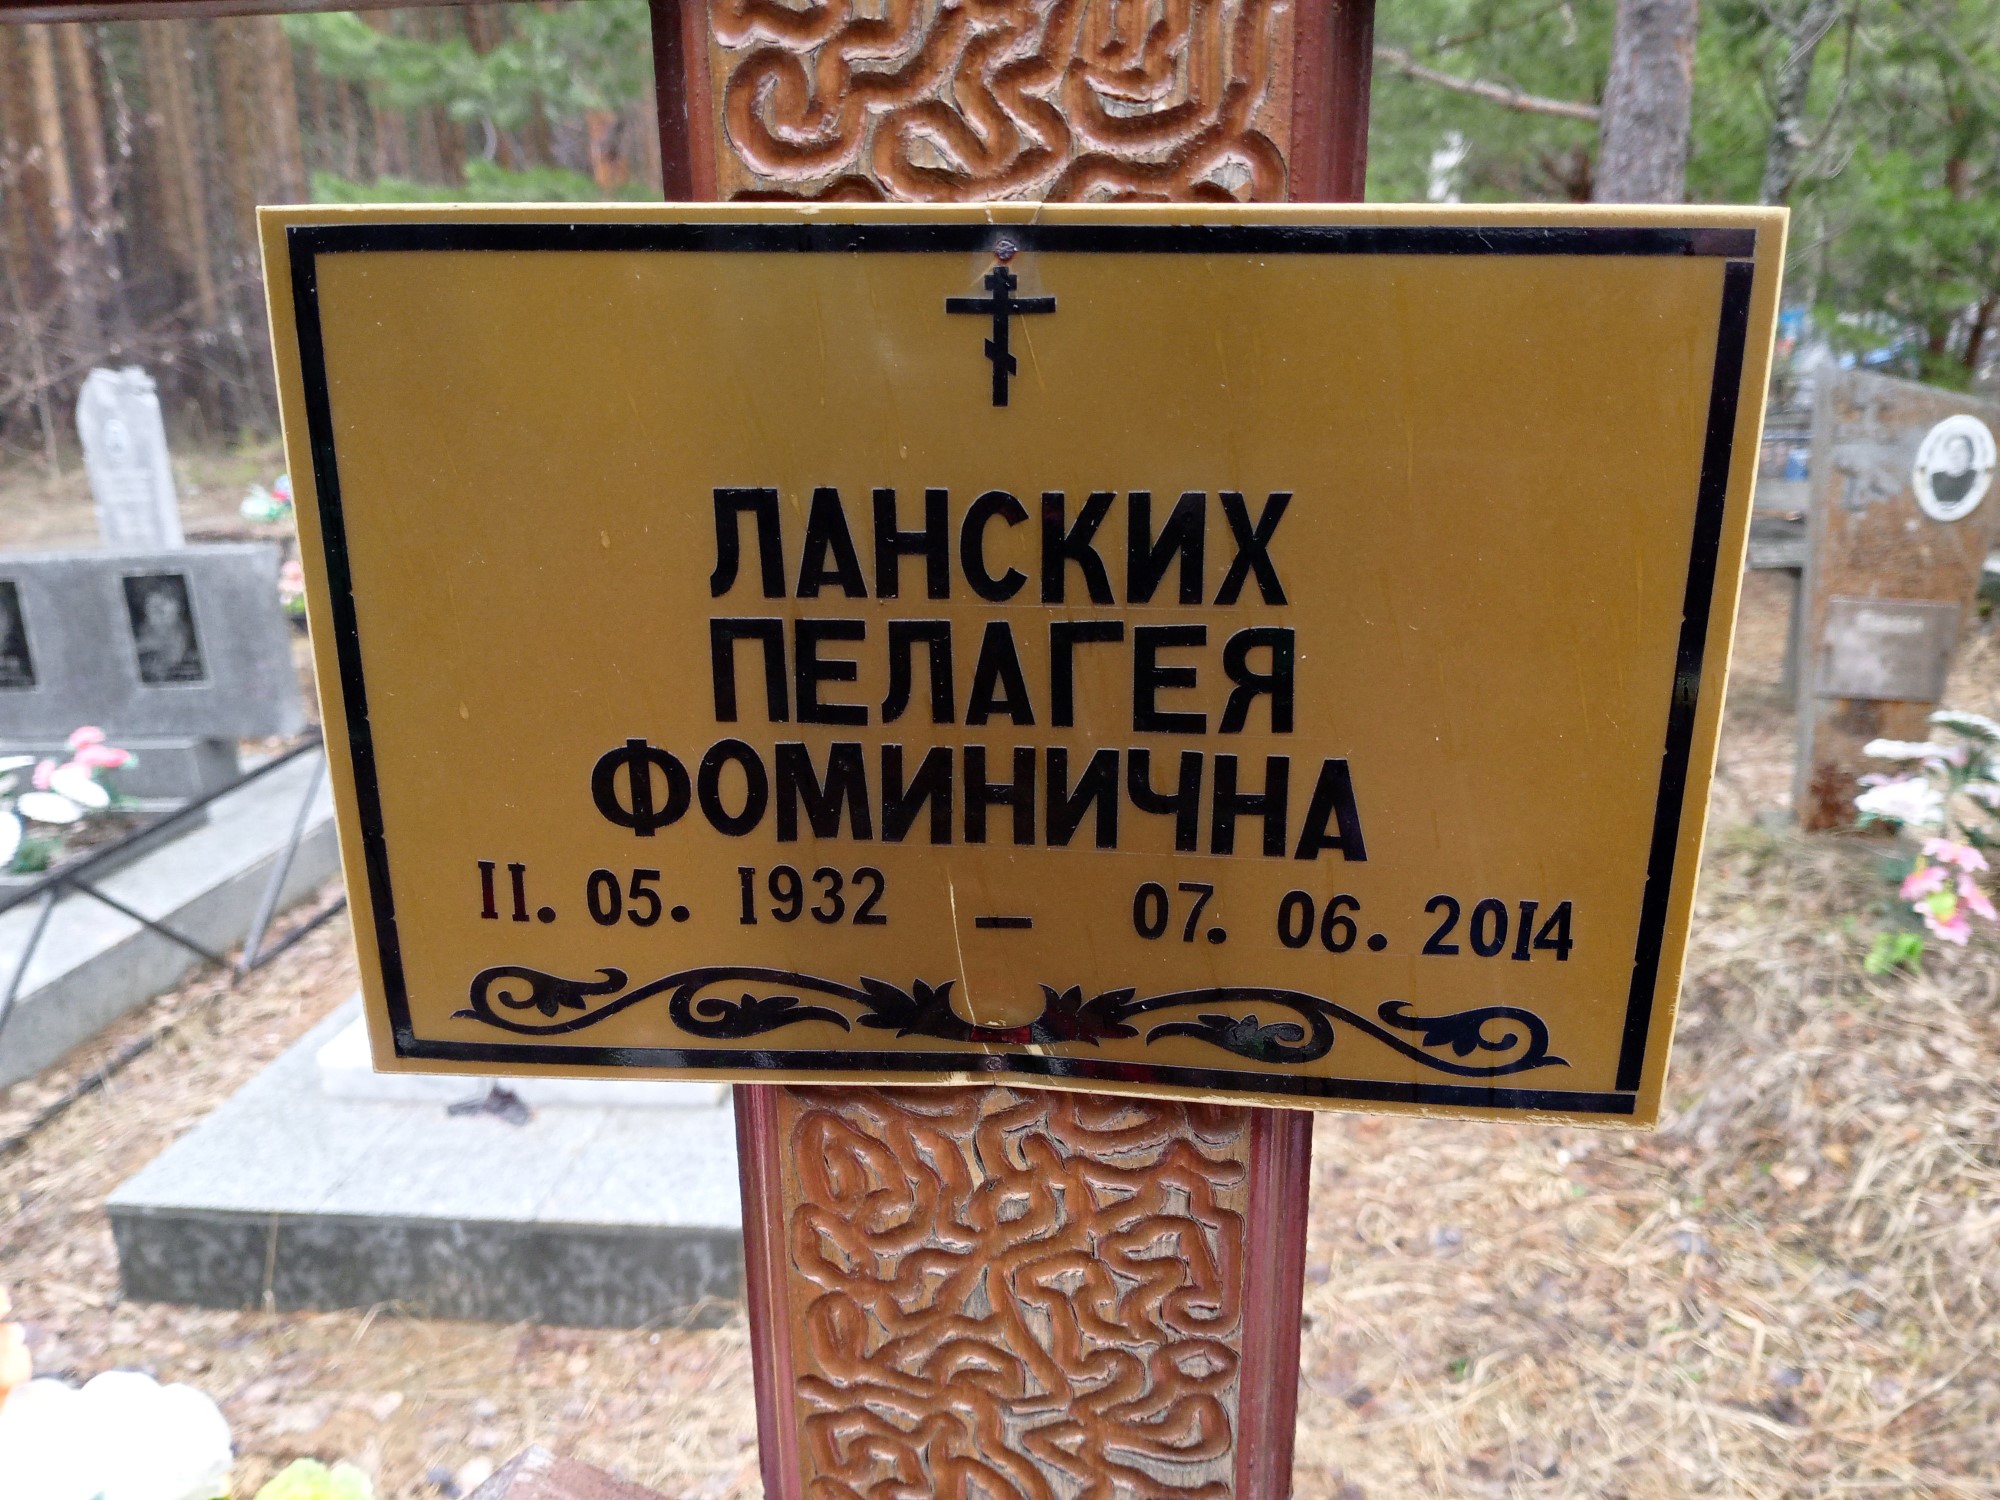 ЛАНСКИХ
ПЕЛАГЕЯ
ФОМИНИЧНА
11. 05. 1932 – 07. 06. 2014